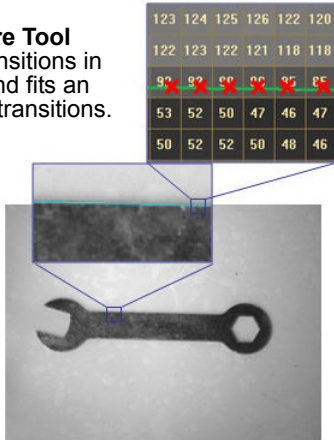 re Tool
nsitions in
nd fits an
transitions.
123 124 125 126 122 120
122 123 122 121 118 118
53 52 50 47 46 47
50 52 52 50 48 46